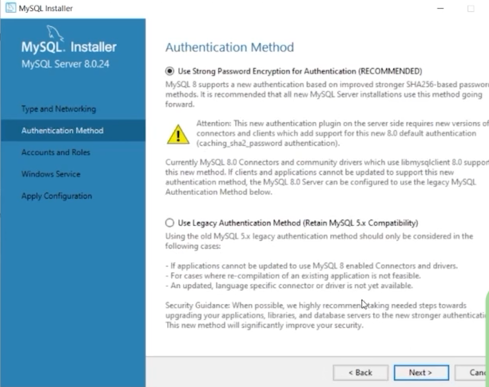 MySQL Installer
MySQL. Installer
MySQL Server 8.0.24
Type and Networking
Authentication Method
Accounts and Roles
Windows Service
Apply Configuration
Authentication Method
Use Strong Password Encryption for Authentication (RECOMMENDED)
MySQL 8 supports a new authentication based on improved stronger SHA256-based password
methods. It is recommended that all new MySQL Server installations use this method going
forward.
Attention: This new authentication plugin on the server side requires new versions of
connectors and clients which add support for this new 8.0 default authentication
(caching_sha2_password authentication).
Currently MySQL 8.0 Connectors and community drivers which use libmysqlclient 8.0 suppor
this new method. If clients and applications cannot be updated to support this new
authentication method, the MySQL 8.0 Server can be configured to use the legacy MySQL
Authentication Method below.
Use Legacy Authentication Method (Retain MySQL 5.x Compatibility)
Using the old MySQL 5.x legacy authentication method should only be considered in the
following cases:
- If applications cannot be updated to use MySQL 8 enabled Connectors and drivers.
- For cases where re-compilation of an existing application is not feasible.
- An updated, language specific connector or driver is not yet available.
Security Guidance: When possible, we highly recommend taking needed steps towards
upgrading your applications, libraries, and database servers to the new stronger authenticati
This new method will significantly improve your security.
< Back
Next >
Canc